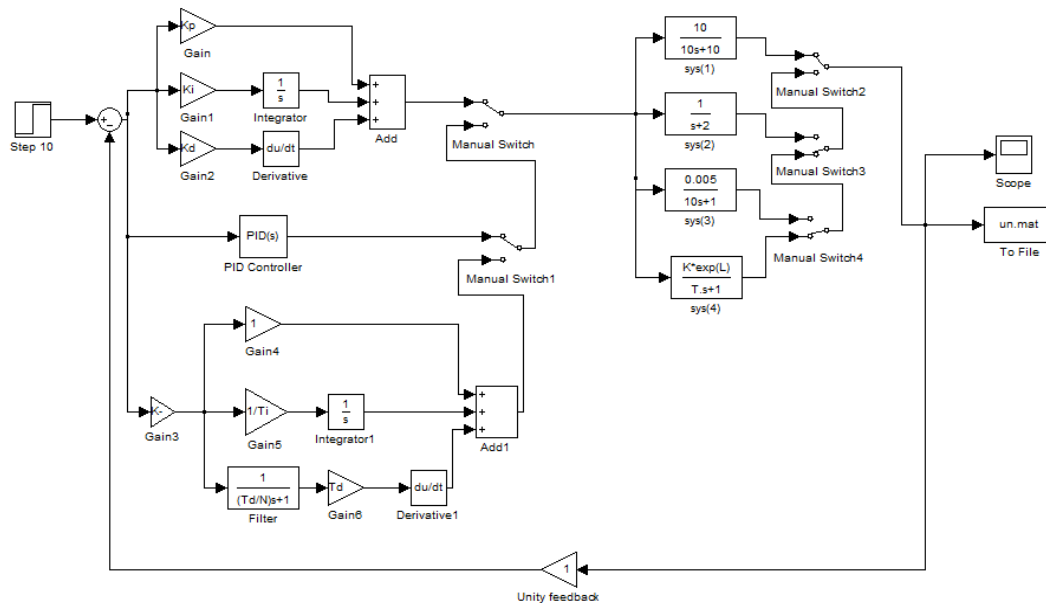 Step 10
+
−
Kp
Gain
Ki
Gain1
1
s
Integrator
Kd
Gain2
du/dt
Derivative
+
+
+
Add
Manual Switch
PID(s)
PID Controller
Manual Switch1
10
10s+10
sys(1)
Manual Switch2
1
s+2
sys(2)
Manual Switch3
0.005
10s+1
sys(3)
Manual Switch4
K*exp(L)
T.s+1
sys(4)
Scope
un.mat
To File
K-
Gain3
1
Gain4
1/Ti
Gain5
1
s
Integrator1
1
(Td/N)s+1
Filter
Td
Gain6
du/dt
Derivative1
+
+
+
Add1
1
Unity feedback